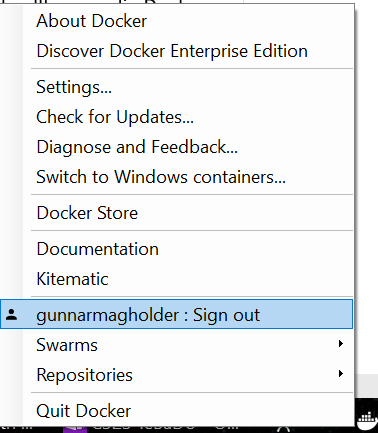 About Docker
Discover Docker Enterprise Edition
Settings...
Check for Updates...
Diagnose and Feedback...
Switch to Windows containers...
Docker Store
Documentation
Kitematic
gunnarmagholder : Sign out
Swarms
Repositories
Quit Docker